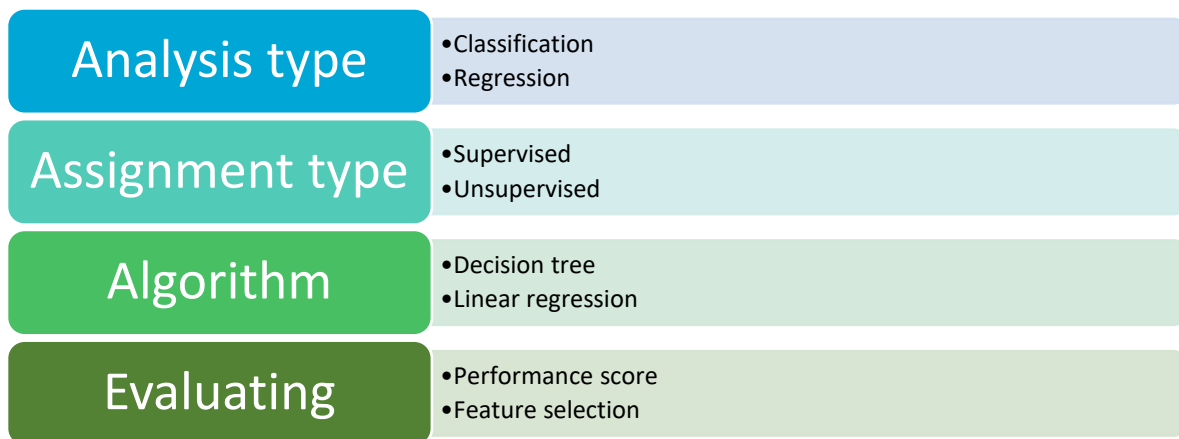 Analysis type
•Classification
•Regression
Assignment type
•Supervised
•Unsupervised
Algorithm
•Decision tree
•Linear regression
Evaluating
•Performance score
•Feature selection